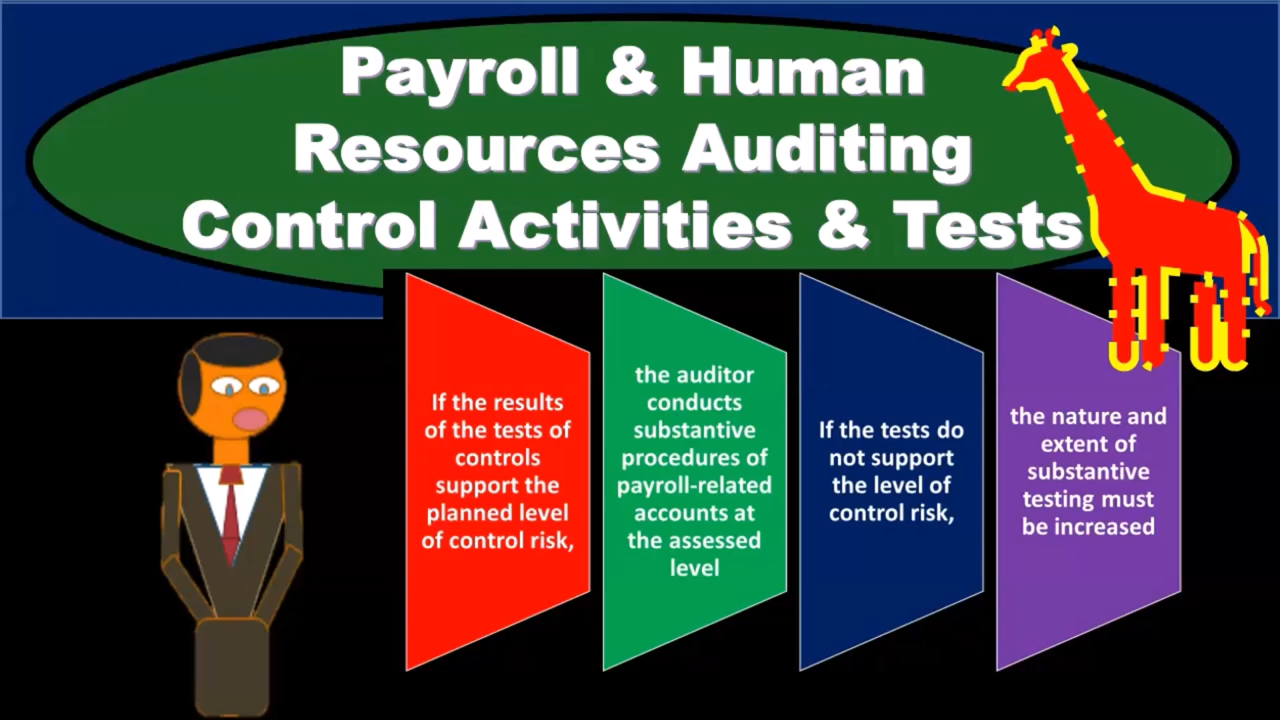 Payroll & Human
Resources Auditing
Control Activities & Tests
If the results
of the tests of
controls
support the
planned level
of control risk,
the auditor
conducts
substantive
procedures of
payroll-related
accounts at
the assessed
level
If the tests do
not support
the level of
control risk,
the nature and
extent of
substantive
testing must
be increased